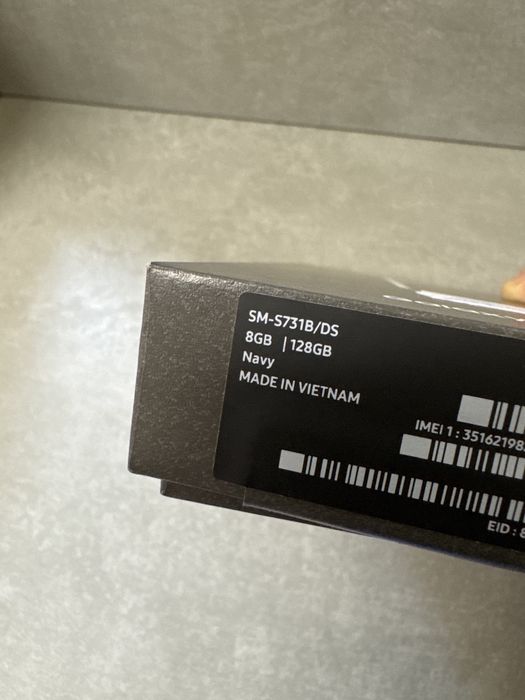 SM-S731B/DS
8GB | 128GB
Navy
MADE IN VIETNAM
IMEI 1 : 35162198
EID : 8